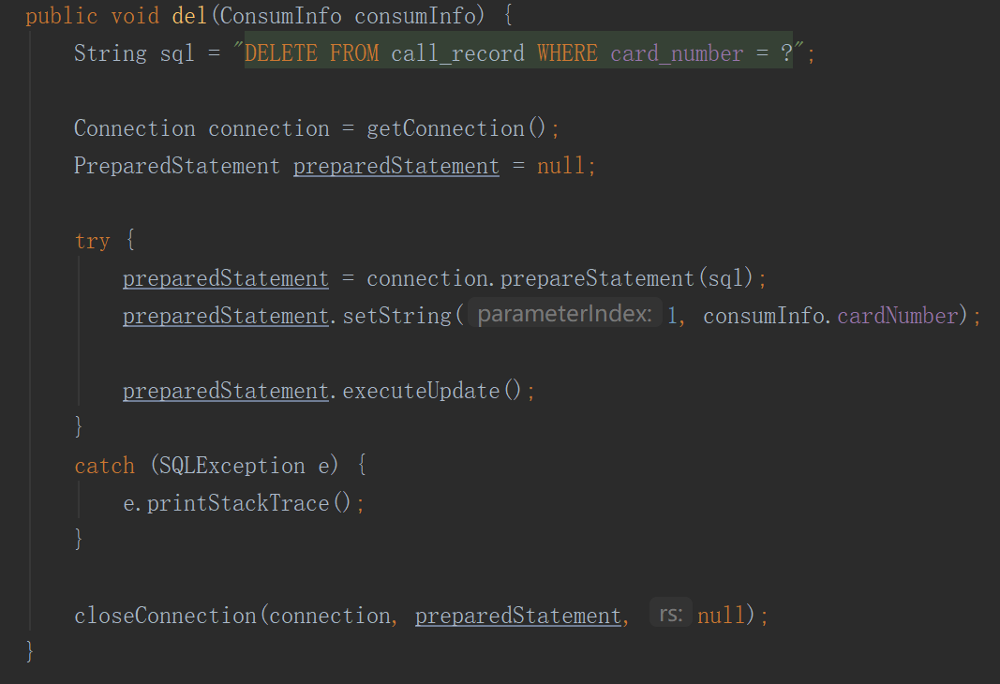 public void del(ConsumInfo consumInfo) {
String sql = "DELETE FROM call_record WHERE card_number = ?";
Connection connection = getConnection();
PreparedStatement preparedStatement = null;
try {
preparedStatement = connection.prepareStatement(sql);
preparedStatement.setString( parameterIndex: 1, consumInfo.cardNumber);
preparedStatement.executeUpdate();
}
catch (SQLException e) {
e.printStackTrace();
}
closeConnection(connection, preparedStatement, rs: null);
}